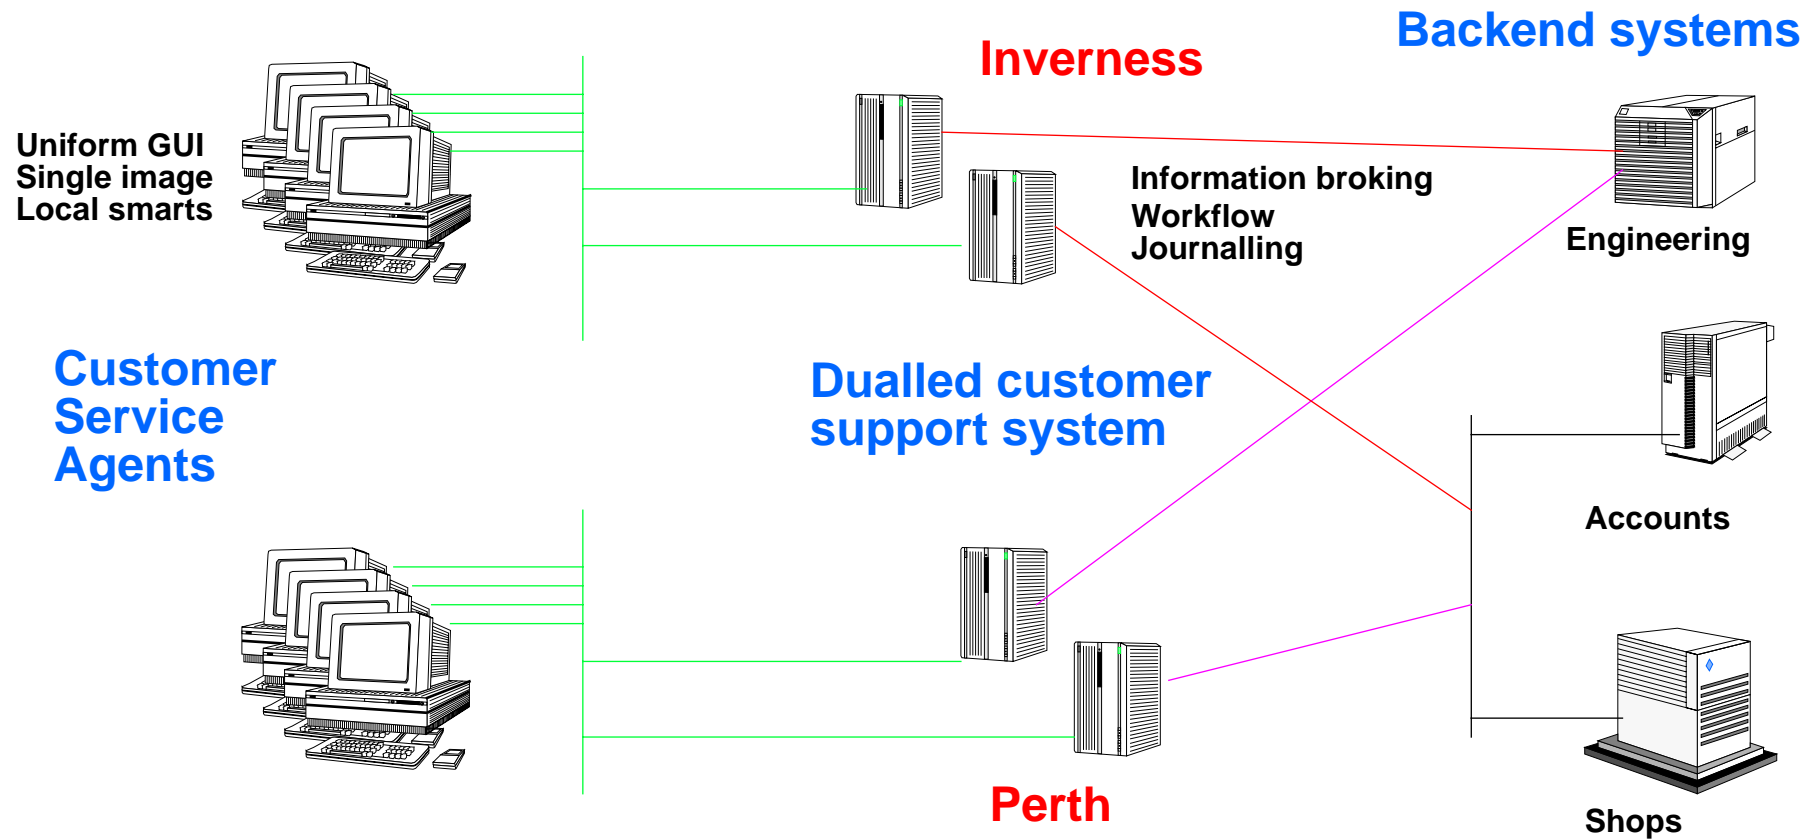 Backend systems
Inverness
Uniform GUI
Single image
Local smarts
Information broking
Workflow
Journalling
Engineering
Customer
Service
Agents
Dualled customer
support system
Accounts
Perth
Shops